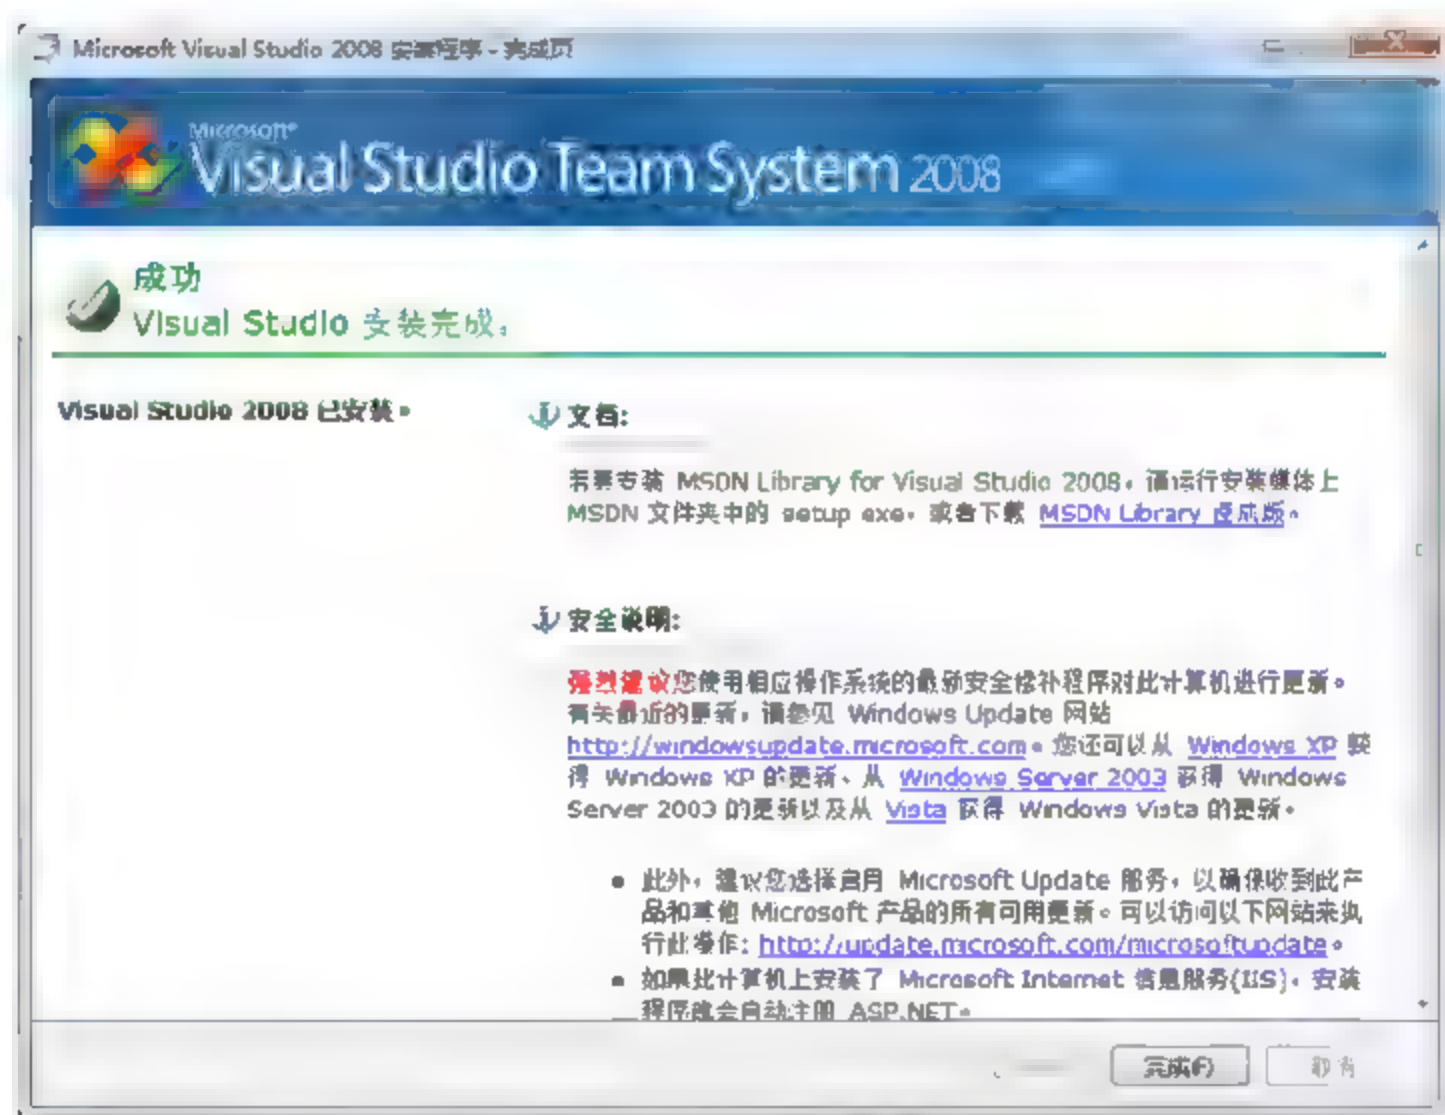 Microsoft Visual Studio 2008 安装程序 - 完成页
Microsoft®
Visual Studio Team System 2008
成功
Visual Studio 安装完成。
Visual Studio 2008 已安装。
文档:
若要安装 MSDN Library for Visual Studio 2008，请运行安装媒体上
MSDN 文件夹中的 setup exe，或者下载 MSDN Library 集成版。
安全说明:
强烈建议您使用相应操作系统的最新安全修补程序对此计算机进行更新。
有关最近的更新，请参见 Windows Update 网站
http://windowsupdate.microsoft.com。您还可以从 Windows XP 获
得 Windows XP 的更新、从 Windows Server 2003 获得 Windows
Server 2003 的更新以及从 Vista 获得 Windows Vista 的更新。
此外，建议您选择启用 Microsoft Update 服务，以确保收到此产
品和其他 Microsoft 产品的所有可用更新。可以访问以下网站来执
行此操作: http://update.microsoft.com/microsoftupdate。
如果此计算机上安装了 Microsoft Internet 信息服务(IIS)，安装
程序就会自动注册 ASP.NET。
完成(F)
取消